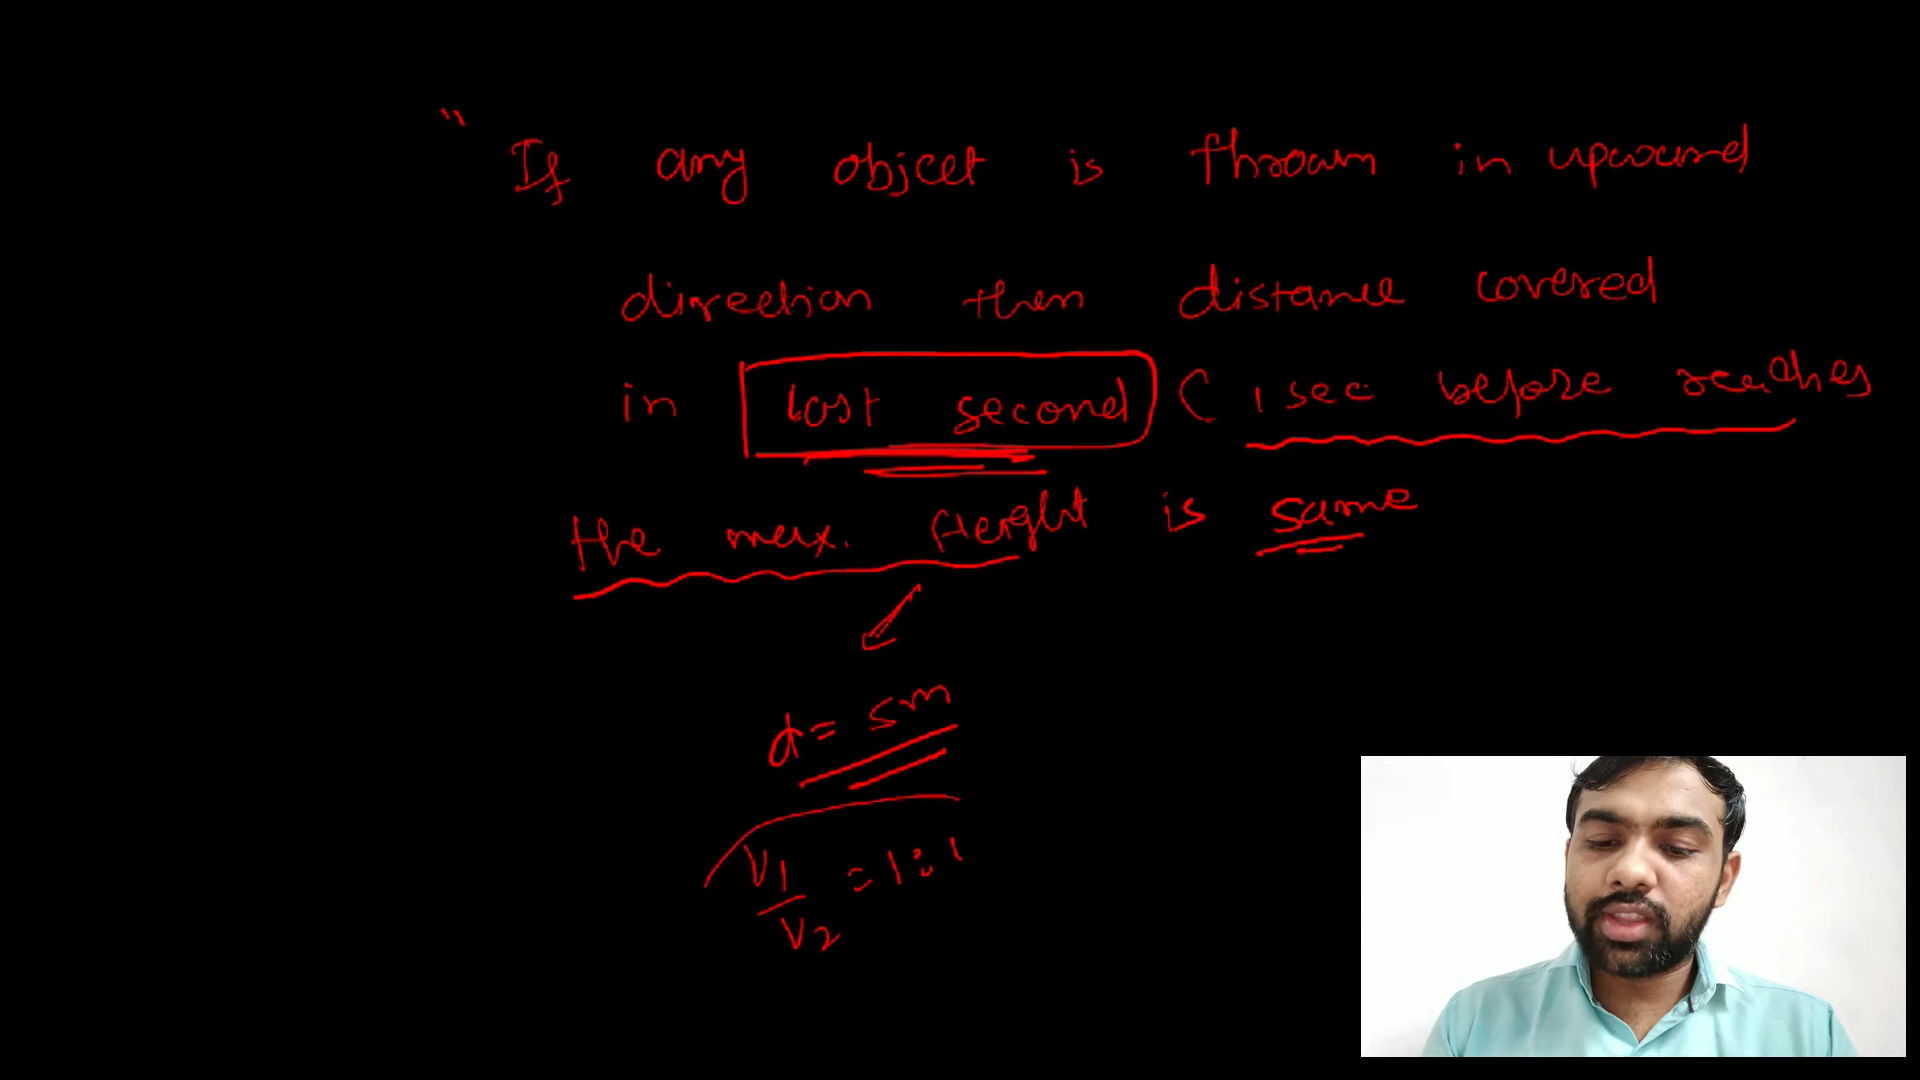 " If any object is thrown in upward
direction then distance covered
in last second ( 1 sec before reaches
the max. Height is same
d = 5m
V1/V2 = 1:1